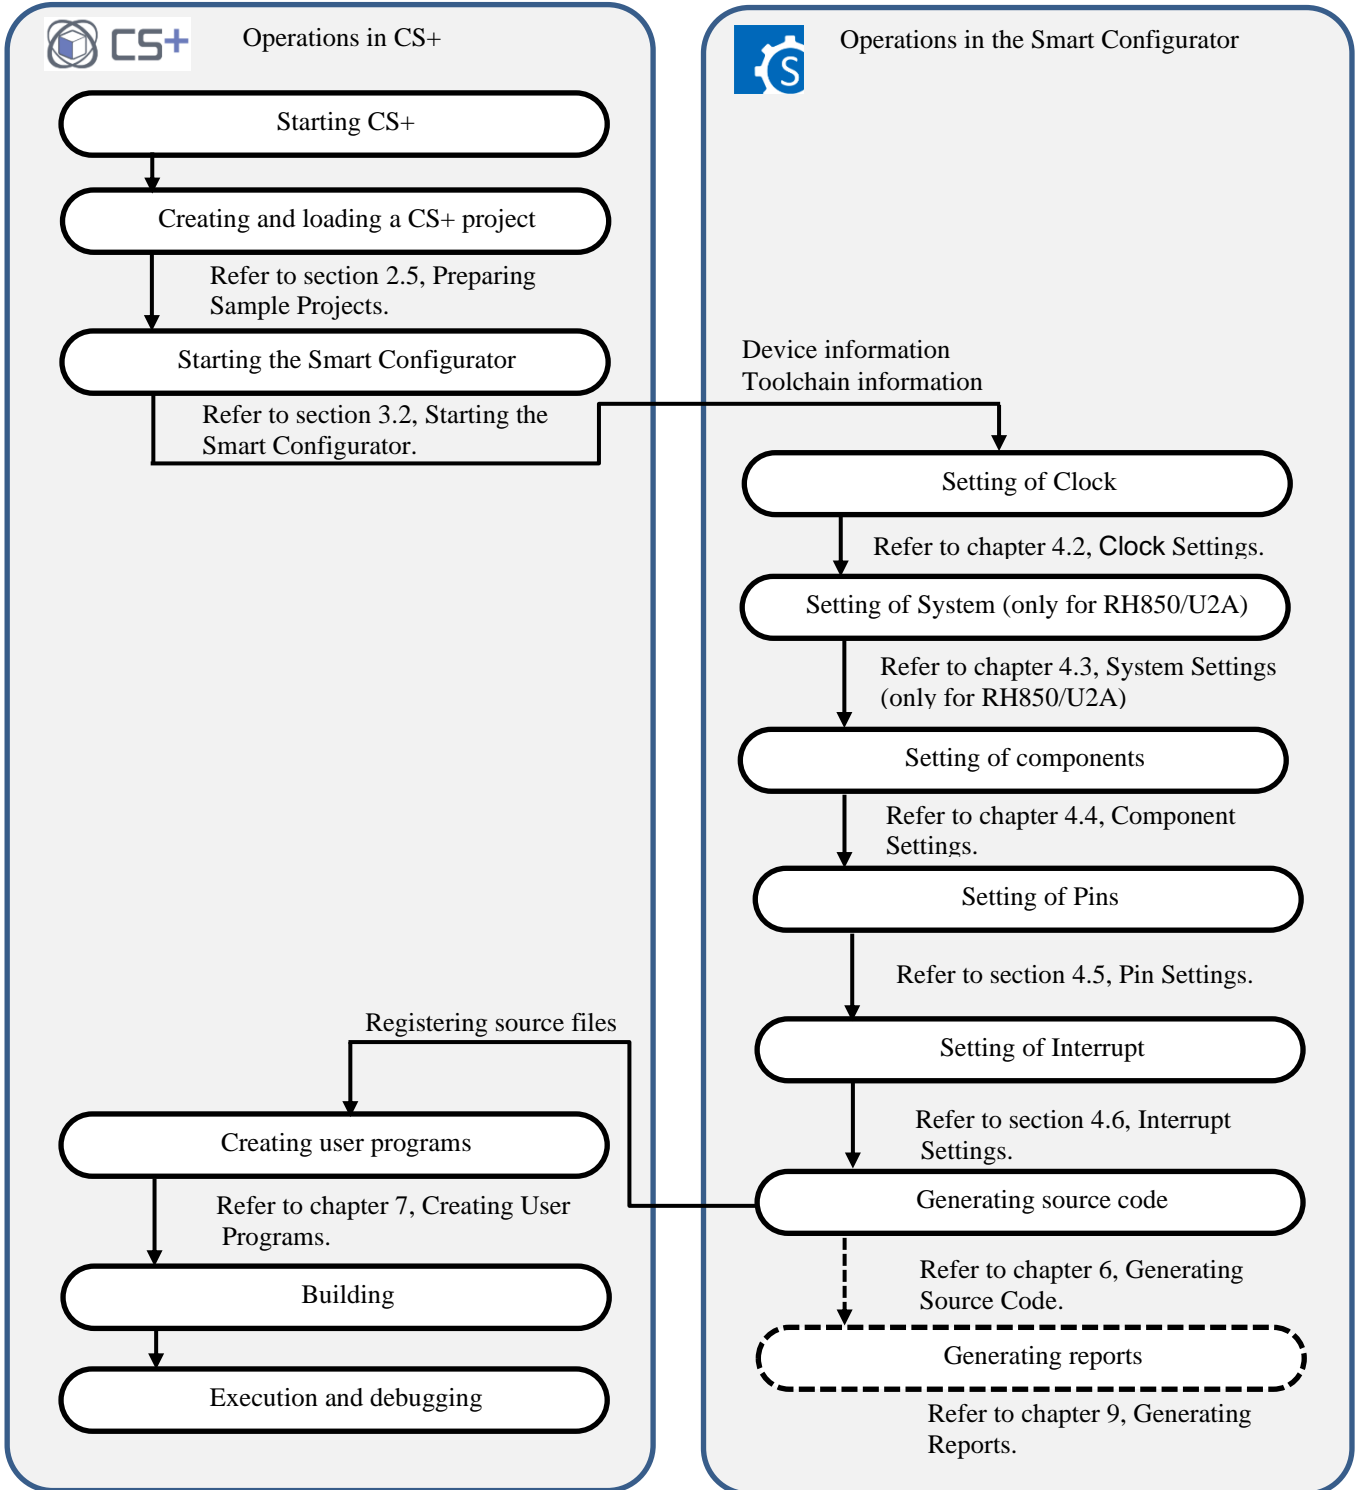 CS+
Operations in CS+
Starting CS+
Creating and loading a CS+ project
Refer to section 2.5, Preparing
Sample Projects.
Starting the Smart Configurator
Refer to section 3.2, Starting the
Smart Configurator.
S
Operations in the Smart Configurator
Device information
Toolchain information
Setting of Clock
Refer to chapter 4.2, Clock Settings.
Setting of System (only for RH850/U2A)
Refer to chapter 4.3, System Settings
(only for RH850/U2A)
Setting of components
Refer to chapter 4.4, Component
Settings.
Setting of Pins
Refer to section 4.5, Pin Settings.
Setting of Interrupt
Refer to section 4.6, Interrupt
Settings.
Generating source code
Refer to chapter 6, Generating
Source Code.
Generating reports
Refer to chapter 9, Generating
Reports.
Registering source files
Creating user programs
Refer to chapter 7, Creating User
Programs.
Building
Execution and debugging